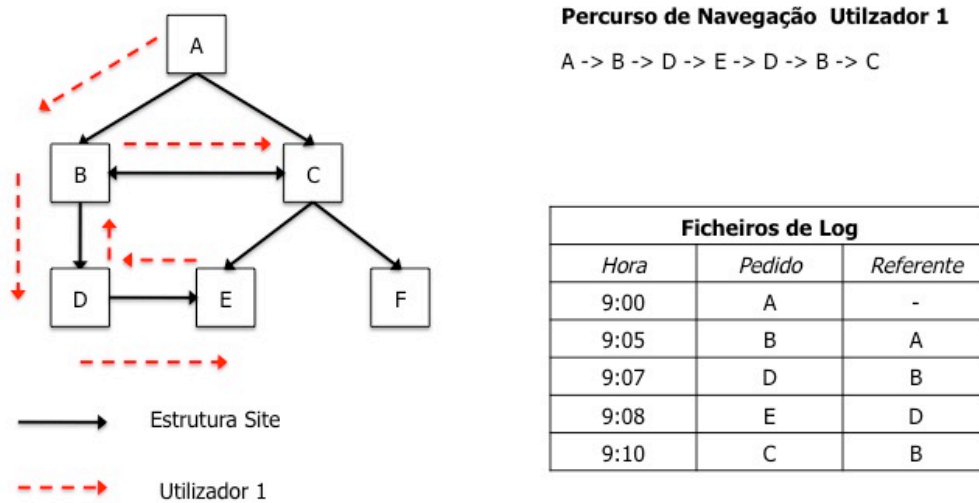 A
B
C
D
E
F
Estrutura Site
Utilizador 1
Percurso de Navegação Utilzador 1
A -> B -> D -> E -> D -> B -> C
Ficheiros de Log
Hora Pedido Referente
9:00 A -
9:05 B A
9:07 D B
9:08 E D
9:10 C B